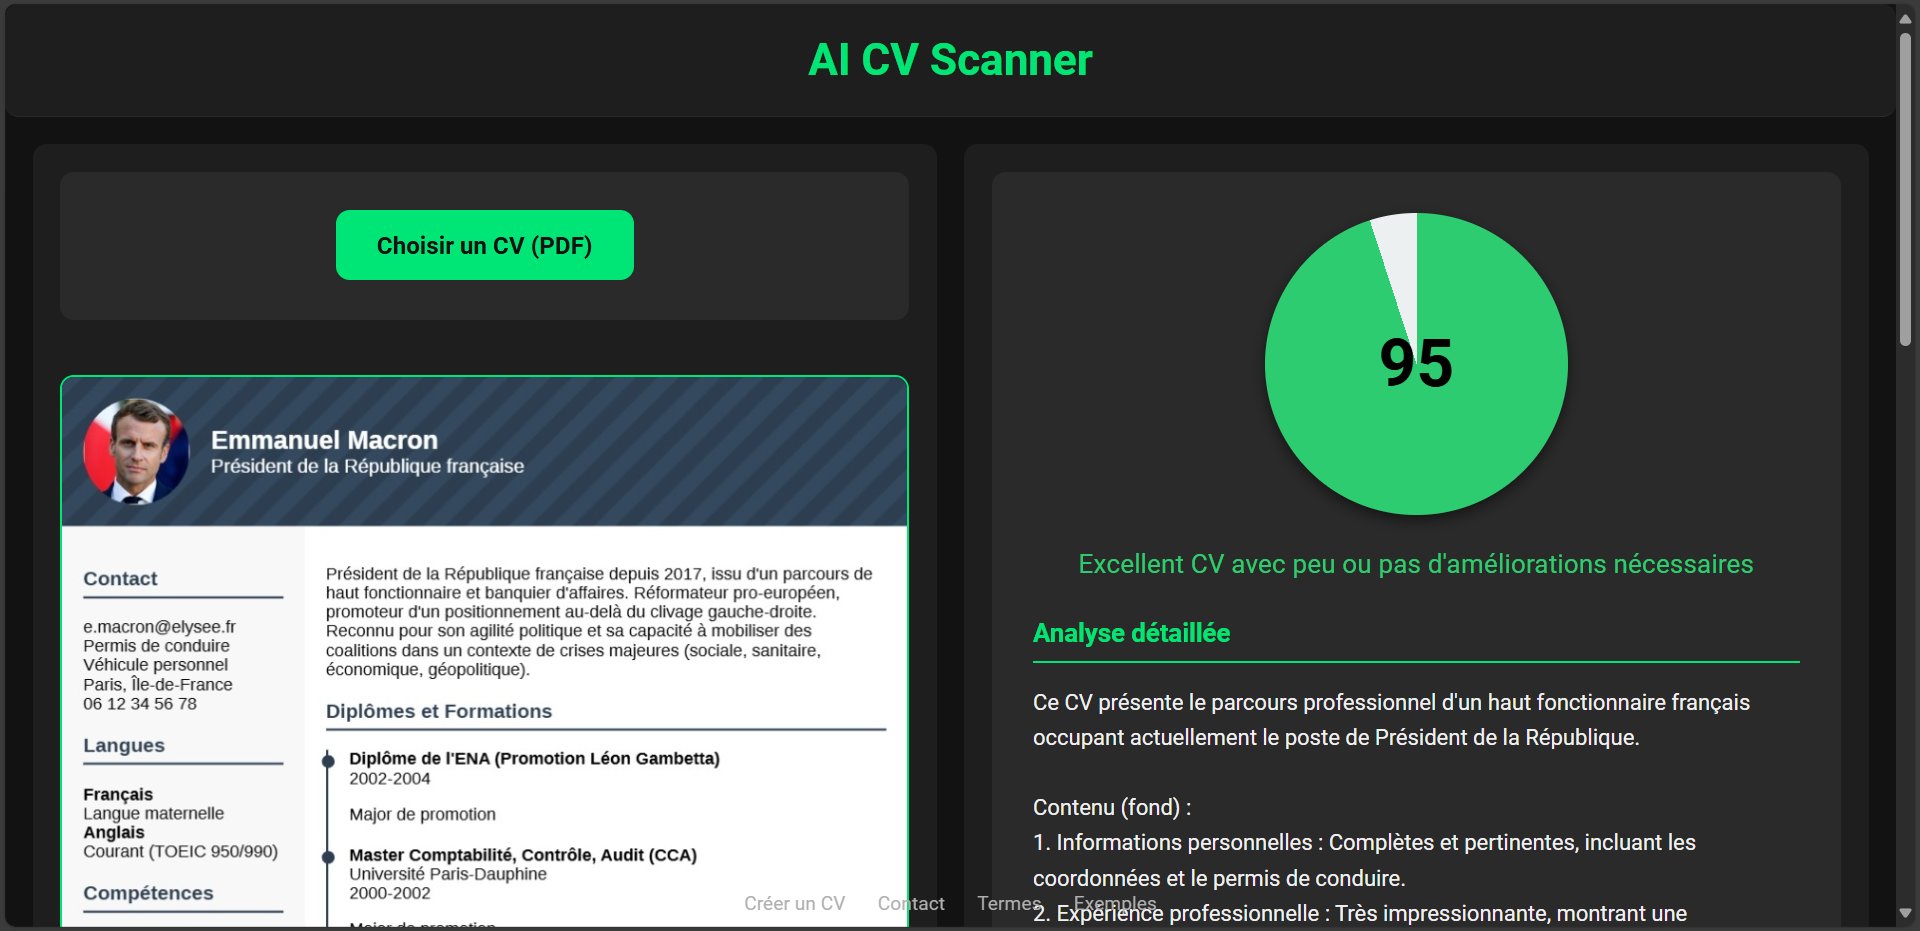 AI CV Scanner
Choisir un CV (PDF)
Emmanuel Macron
Président de la République française
Contact
e.macron@elysee.fr
Permis de conduire
Véhicule personnel
Paris, Île-de-France
06 12 34 56 78
Langues
Français
Langue maternelle
Anglais
Courant (TOEIC 950/990)
Compétences
Président de la République française depuis 2017, issu d'un parcours de
haut fonctionnaire et banquier d'affaires. Réformateur pro-européen,
promoteur d'un positionnement au-delà du clivage gauche-droite.
Reconnu pour son agilité politique et sa capacité à mobiliser des
coalitions dans un contexte de crises majeures (sociale, sanitaire,
économique, géopolitique).
Diplômes et Formations
Diplôme de l'ENA (Promotion Léon Gambetta)
2002-2004
Major de promotion
Master Comptabilité, Contrôle, Audit (CCA)
Université Paris-Dauphine
2000-2002
Major de promotion
95
Excellent CV avec peu ou pas d'améliorations nécessaires
Analyse détaillée
Ce CV présente le parcours professionnel d'un haut fonctionnaire français
occupant actuellement le poste de Président de la République.
Contenu (fond) :
1. Informations personnelles : Complètes et pertinentes, incluant les
coordonnées et le permis de conduire.
2. Expérience professionnelle : Très impressionnante, montrant une
Créer un CV
Contact
Termes
Exemples